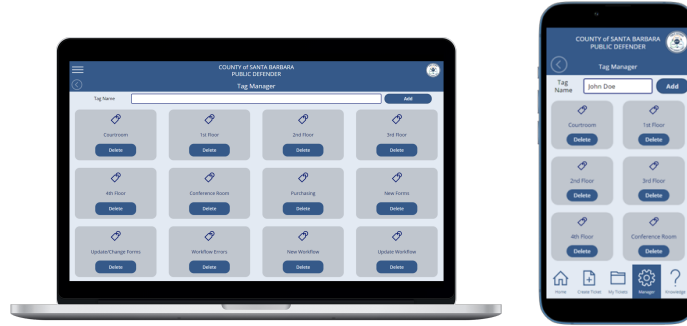 COUNTY of SANTA BARBARA
PUBLIC DEFENDER
Tag Manager
Tag Name
Add
Courtroom
1st Floor
2nd Floor
3rd Floor
Delete
Delete
Delete
Delete
4th Floor
Conference Room
Purchasing
New Forms
Delete
Delete
Delete
Delete
Update/Change Forms
Workflow Errors
New Workflow
Update Workflow
Delete
Delete
Delete
Delete
COUNTY of SANTA BARBARA
PUBLIC DEFENDER
Tag Manager
Tag
Name
John Doe
Add
Courtroom
1st Floor
Delete
Delete
2nd Floor
3rd Floor
Delete
Delete
4th Floor
Conference Room
Delete
Delete
Home
Create Ticket
My Tickets
Manager
Knowledge